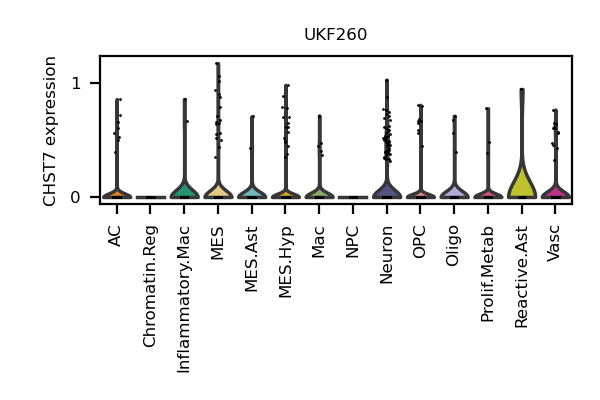 UKF260
CHST7 expression
1
0
AC
Chromatin.Reg
Inflammatory.Mac
MES
MES.Ast
MES.Hyp
Mac
NPC
Neuron
OPC
Oligo
Prolif.Metab
Reactive.Ast
Vasc